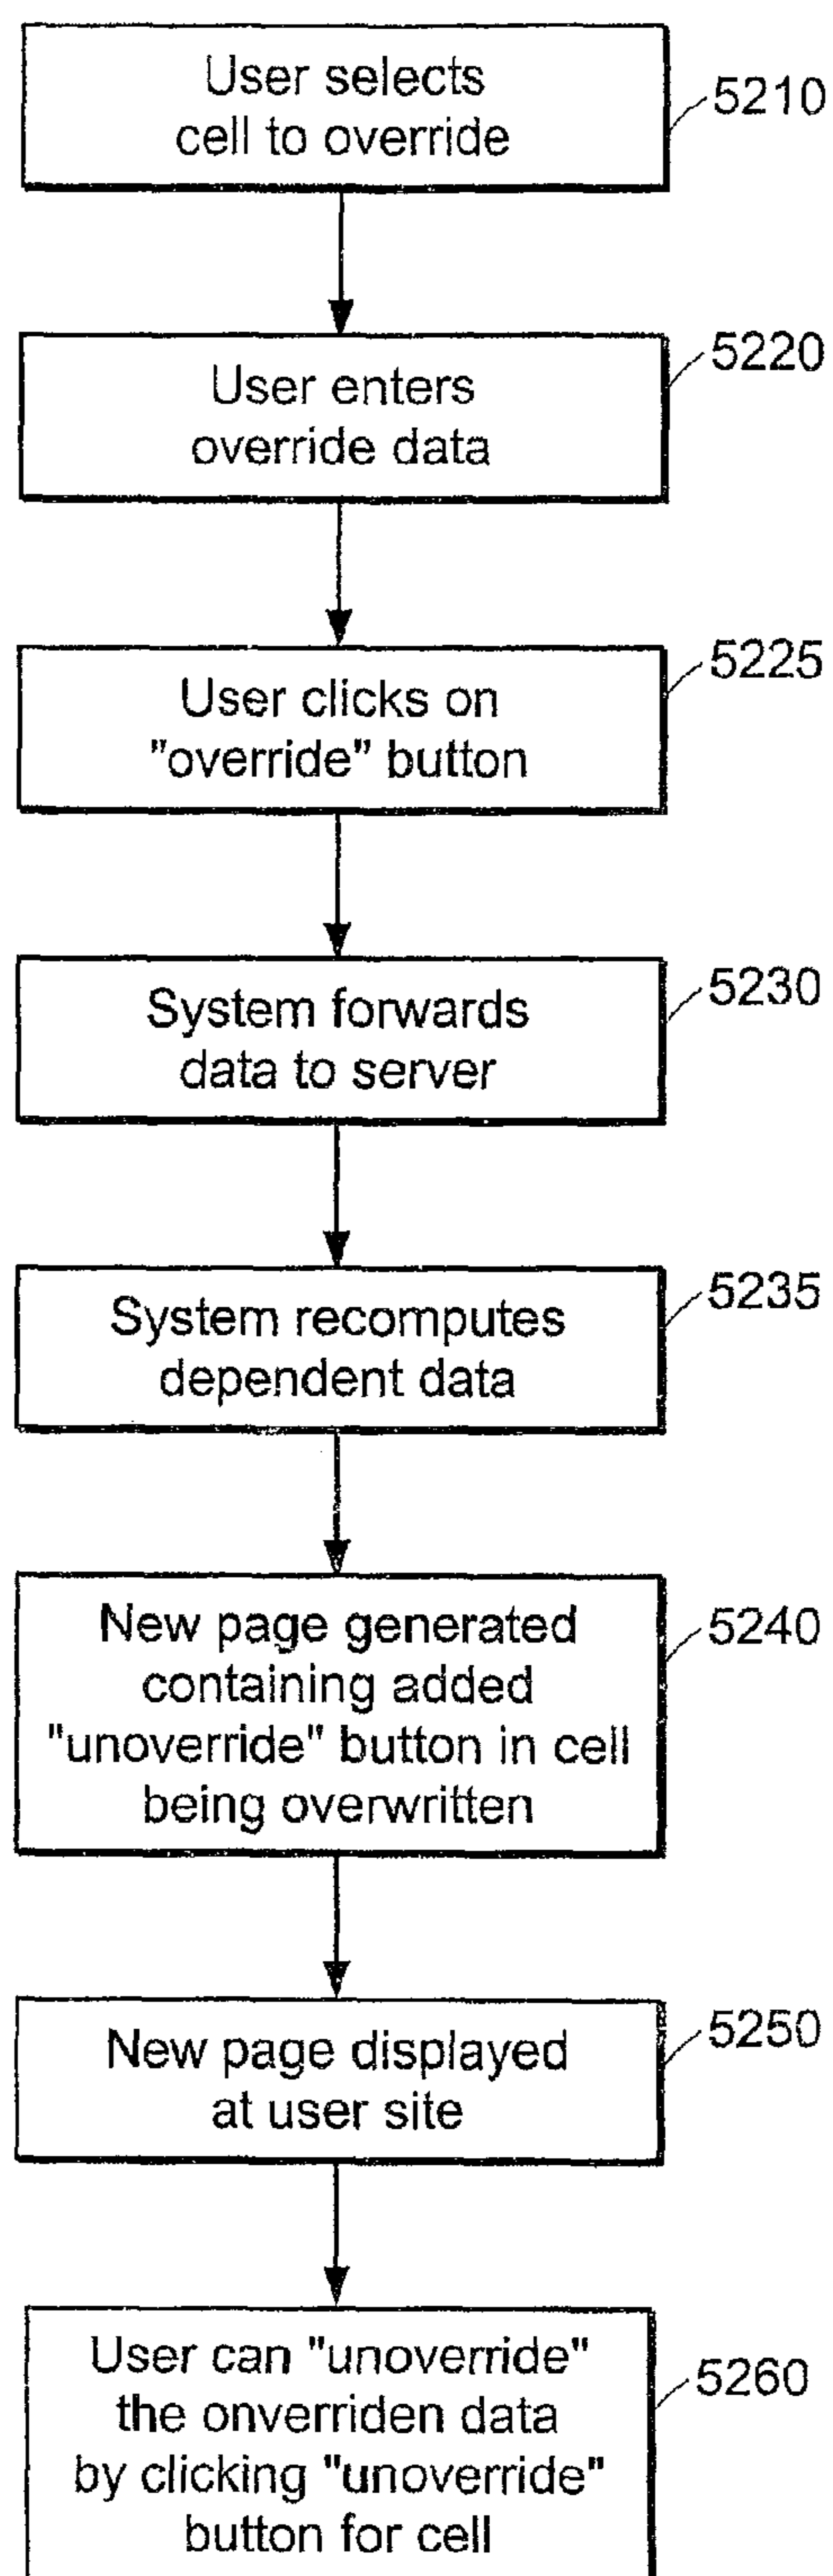 User selects
cell to override
5210
User enters
override data
5220
User clicks on
"override" button
5225
System forwards
data to server
5230
System recomputes
dependent data
5235
New page generated
containing added
"unoverride" button in cell
being overwritten
5240
New page displayed
at user site
5250
User can "unoverride"
the onverriden data
by clicking "unoverride"
button for cell
5260